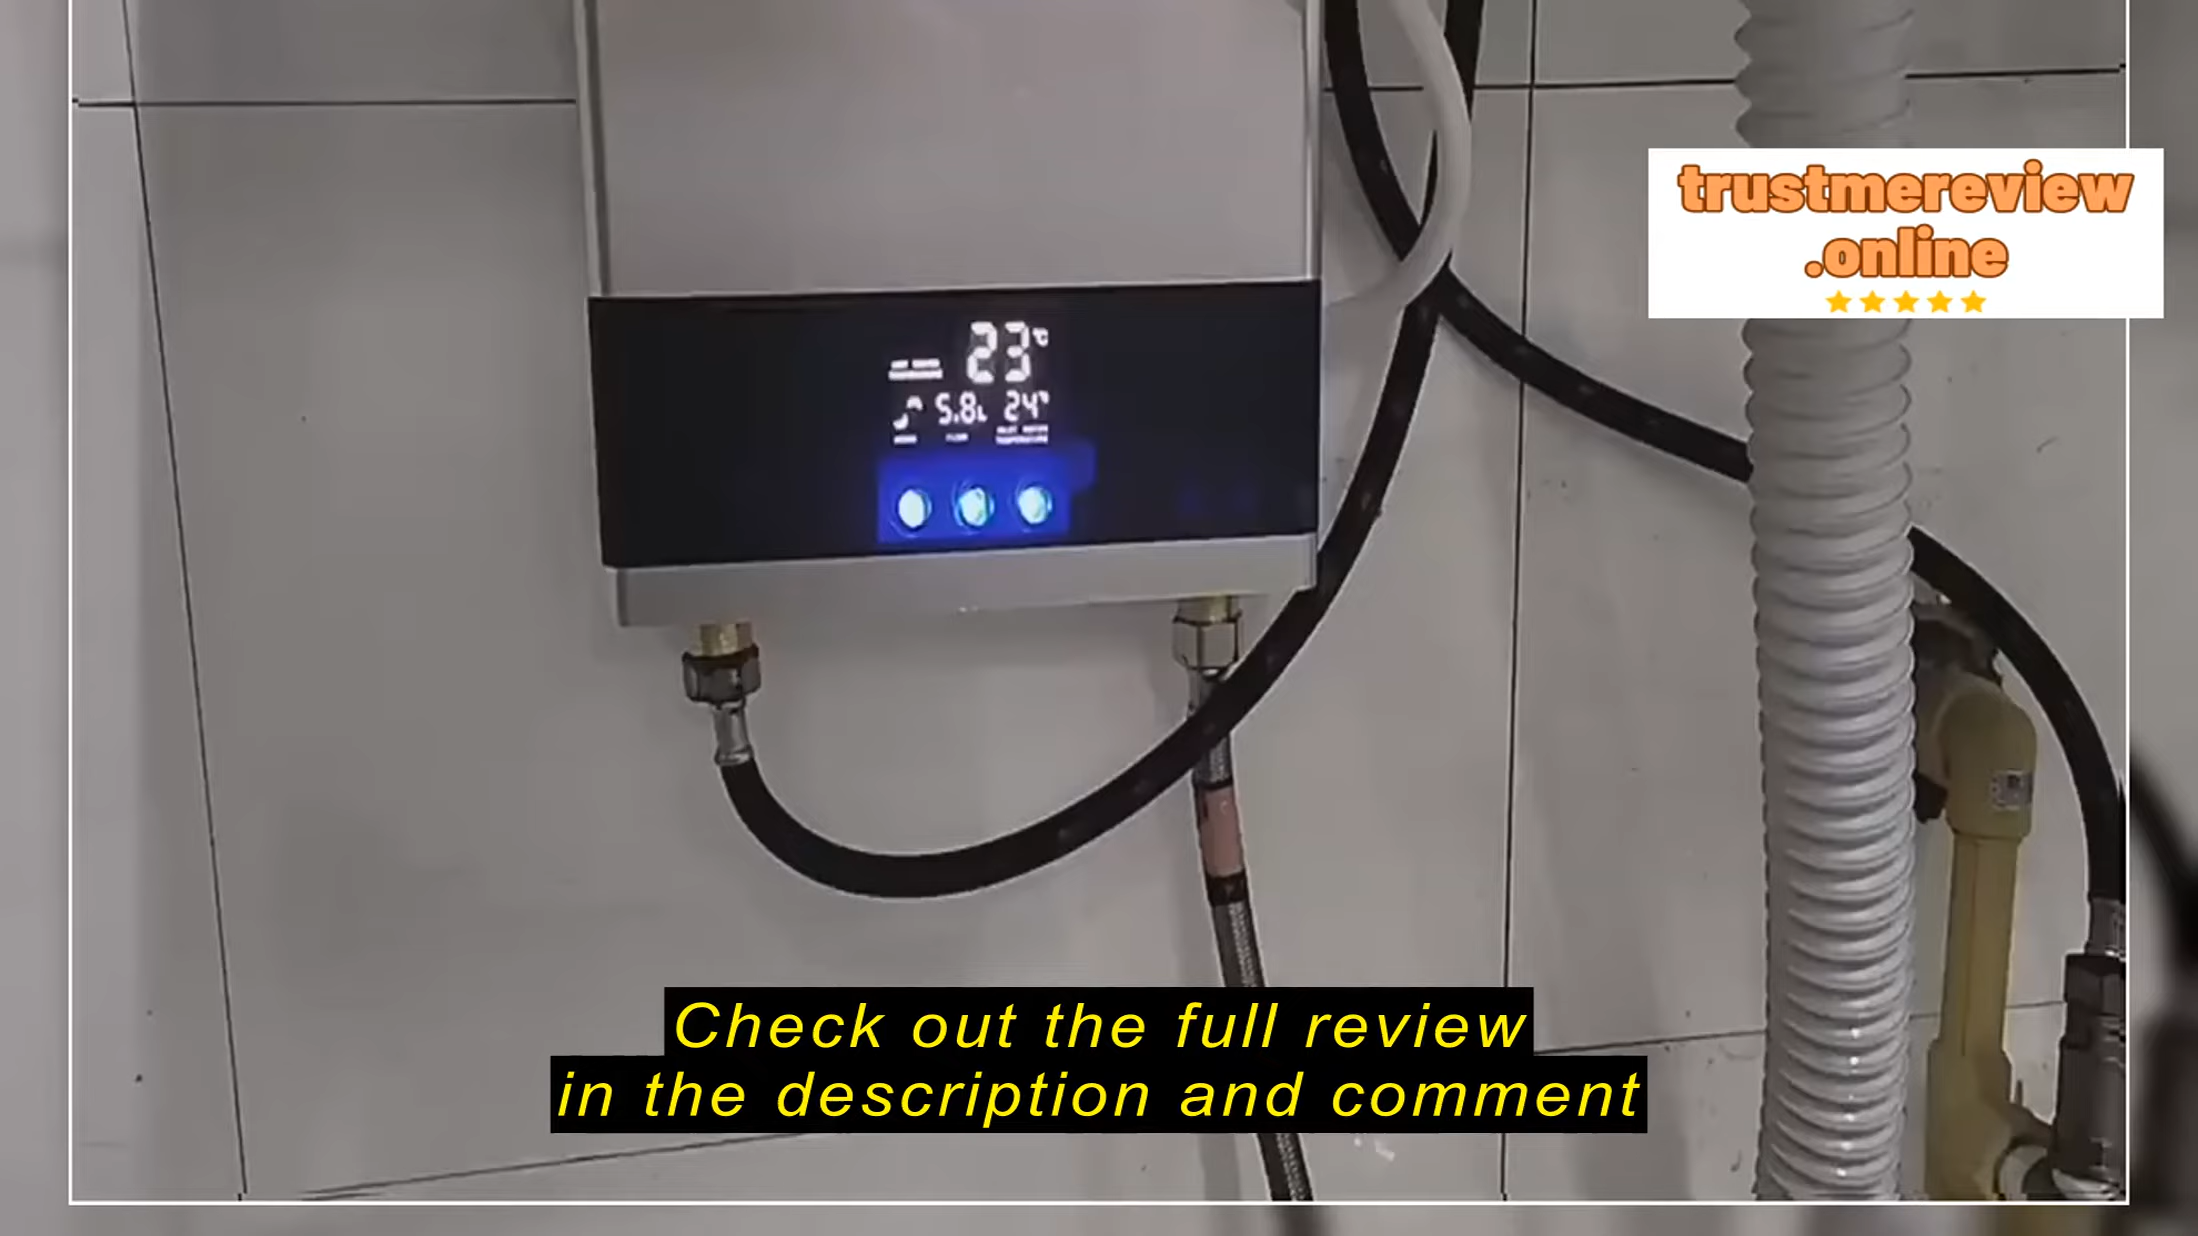 trustmereview
.online
23°C
5.8L 24°
Check out the full review
in the description and comment